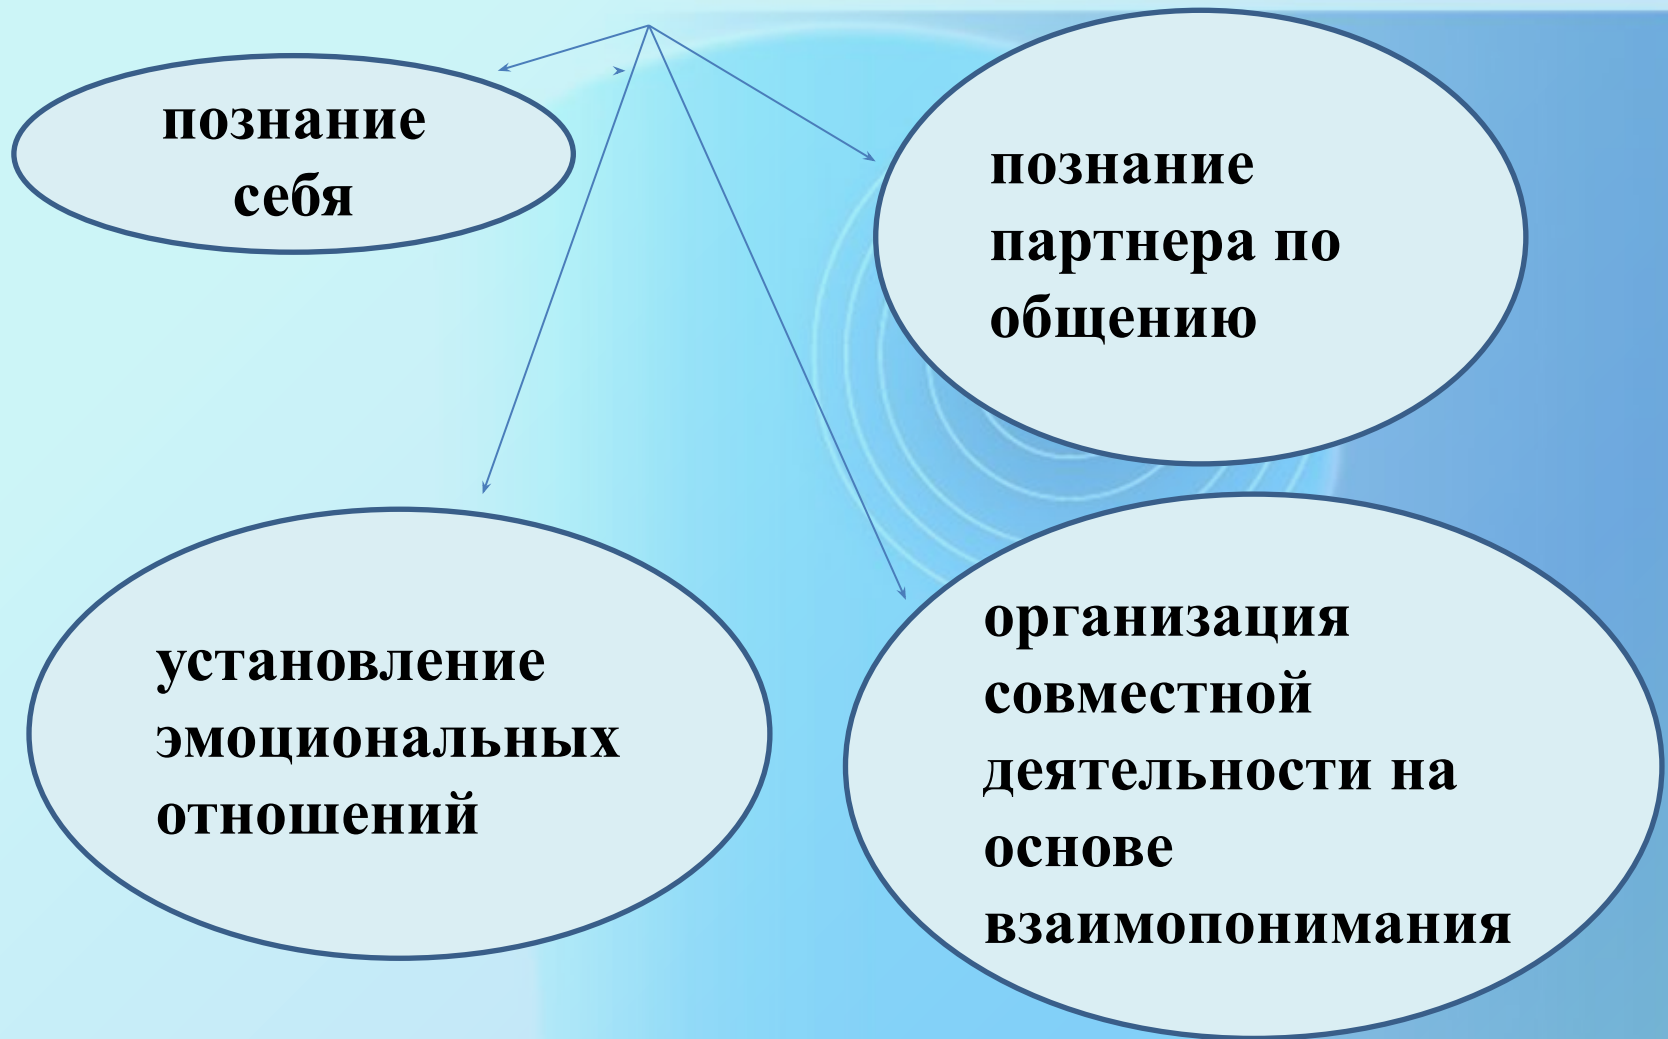 познание
себя
познание
партнера по
общению
установление
эмоциональных
отношений
организация
совместной
деятельности на
основе
взаимопонимания